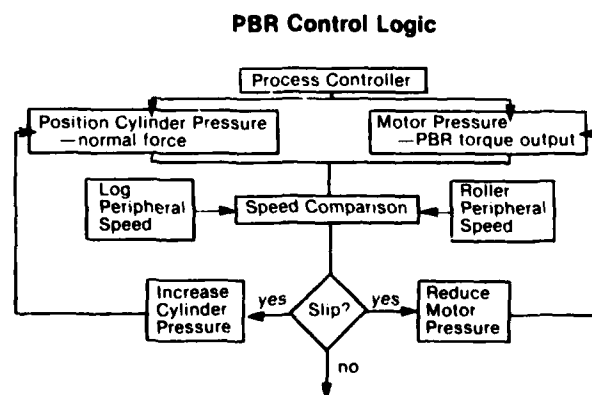 PBR Control Logic
Process Controller
Position Cylinder Pressure
—normal force
Motor Pressure
—PBR torque output
Log
Peripheral
Speed
Speed Comparison
Roller
Peripheral
Speed
Increase
Cylinder
Pressure
yes
Slip?
yes
Reduce
Motor
Pressure
no